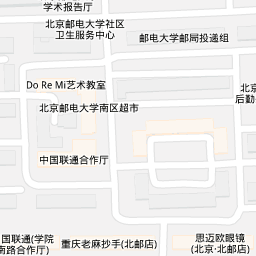 学术报告厅
北京邮电大学社区
卫生服务中心
邮电大学邮局投递组
Do Re Mi艺术教室
北京邮电大学南区超市
北京
后勤
中国联通合作厅
国联通(学院
南路合作厅)
重庆老麻抄手(北邮店)
思迈欧眼镜
(北京·北邮店)